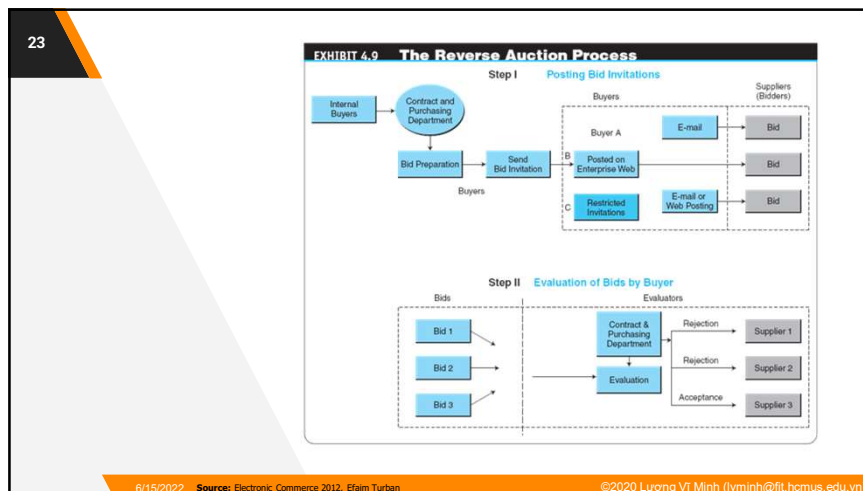 23
EXHIBIT 4.9 The Reverse Auction Process
Step I Posting Bid Invitations
Suppliers
(Bidders)
Buyers
Internal
Buyers
Contract and
Purchasing
Department
Buyer A
E-mail
Bid
Bid Preparation
Send
Bid Invitation
B
Posted on
Enterprise Web
Bid
Buyers
C
Restricted
Invitations
E-mail or
Web Posting
Bid
Step II Evaluation of Bids by Buyer
Bids
Evaluators
Bid 1
Contract &
Purchasing
Department
Rejection
Supplier 1
Bid 2
Evaluation
Rejection
Supplier 2
Bid 3
Acceptance
Supplier 3
6/15/2022 Source: Electronic Commerce 2012, Efaim Turban
©2020 Lương Vĩ Minh (lvminh@fit.hcmus.edu.vn